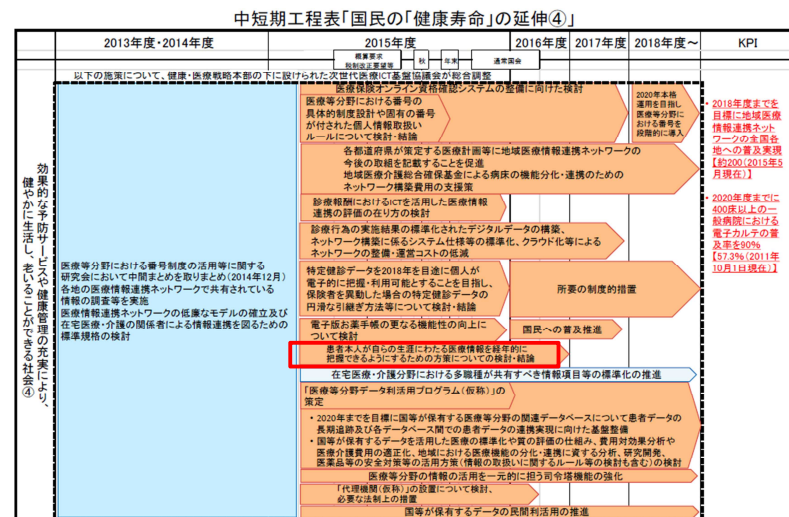 中短期工程表「国民の「健康寿命」の延伸④」
2013年度・2014年度
2015年度
2016年度
2017年度
2018年度～
KPI
概算要求
税制改正要望等
秋
年末
通常国会
効果的な予防サービスや健康管理の充実により、
健やかに生活し、老いることができる社会④
以下の施策について、健康・医療戦略本部の下に設けられた次世代医療ICT基盤協議会が総合調整
医療等分野における番号制度の活用等に関する
研究会において中間まとめを取りまとめ(2014年12月)
各地の医療情報連携ネットワークで共有されている
情報の調査等を実施
医療情報連携ネットワークの低廉なモデルの確立及び
在宅医療・介護の関係者による情報連携を図るための
標準規格の検討
医療保険オンライン資格確認システムの整備に向けた検討
医療等分野における番号の
具体的制度設計や固有の番号
が付された個人情報取扱い
ルールについて検討・結論
2020年本格
運用を目指し
医療等分野に
おける番号を
段階的に導入
各都道府県が策定する医療計画等に地域医療情報連携ネットワークの
今後の取組を記載することを促進
地域医療介護総合確保基金による病床の機能分化・連携のための
ネットワーク構築費用の支援策
診療報酬におけるICTを活用した医療情報
連携の評価の在り方の検討
診療行為の実施結果の標準化されたデジタルデータの構築、
ネットワーク構築に係るシステム仕様等の標準化、クラウド化等による
ネットワークの整備・運営コストの低減
特定健診データを2018年を目途に個人が
電子的に把握・利用可能とすることを目指し、
保険者を異動した場合の特定健診データの
円滑な引継ぎ方法等について検討・結論
所要の制度的措置
電子版お薬手帳の更なる機能性の向上に
ついて検討
国民への普及推進
患者本人が自らの生涯にわたる医療情報を経年的に
把握できるようにするための方策についての検討・結論
在宅医療・介護分野における多職種が共有すべき情報項目等の標準化の推進
「医療等分野データ利活用プログラム(仮称)」の
策定
・2020年までを目標に国等が保有する医療等分野の関連データベースについて患者データの
長期追跡及び各データベース間での患者データの連携実現に向けた基盤整備
・国等が保有するデータを活用した医療の標準化や質の評価の仕組み、費用対効果分析や
医療介護費用の適正化、地域における医療機能の分化・連携に資する分析、研究開発、
医薬品等の安全対策等の活用方策(情報の取扱いに関するルール等の検討も含む)の検討
医療等分野の情報の活用を一元的に担う司令塔機能の強化
「代理機関(仮称)」の設置について検討、
必要な法制上の措置
国等が保有するデータの民間利活用の推進
・2018年度までを
目標に地域医療
情報連携ネット
ワークの全国各
地への普及実現
【約200(2015年5
月現在)】
・2020年度までに
400床以上の一
般病院における
電子カルテの普
及率を90%
【57.3%(2011年
10月1日現在)】